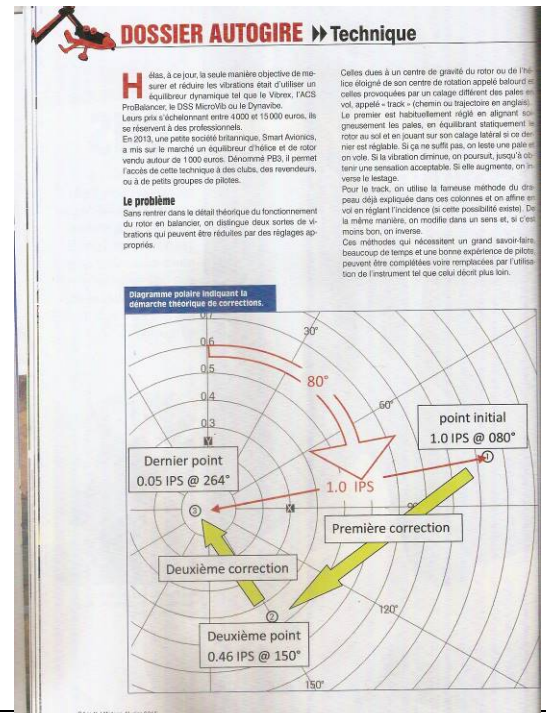 DOSSIER AUTOGIRE Technique
Hélas, à ce jour, la seule manière objective de me-
surer et réduire les vibrations était d'utiliser un
équilibreur dynamique tel que le Vibrex, l'ACS
ProBalancer, le DSS MicroVib ou le Dynavibe.
Leurs prix s'échelonnant entre 4000 et 15000 euros, ils
se réservent à des professionnels.
En 2013, une petite société britannique, Smart Avionics,
a mis sur le marché un équilibreur d'hélice et de rotor
vendu autour de 1000 euros. Dénommé PB3, il permet
l'accès de cette technique à des clubs, des revendeurs,
ou à de petits groupes de pilotes.
Le problème
Sans rentrer dans le détail théorique du fonctionnement
du rotor en balancier, on distingue deux sortes de vi-
brations qui peuvent être réduites par des réglages ap-
propriés.
Celles dues à un centre de gravité du rotor ou de l'hé-
lice éloigné de son centre de rotation appelé balourd et
celles provoquées par un calage différent des pales en
vol, appelé « track » (chemin ou trajectoire en anglais).
Le premier est habituellement réglé en alignant soi-
gneusement les pales, en équilibrant statiquement le
rotor au sol et en jouant sur son calage latéral si ce der-
nier est réglable. Si ça ne suffit pas, on leste une pale et
on vole. Si la vibration diminue, on poursuit, jusqu'à ob-
tenir une sensation acceptable. Si elle augmente, on in-
verse le lestage.
Pour le track, on utilise la fameuse méthode du dra-
peau déjà expliquée dans ces colonnes et on affine en
vol en réglant l'incidence (si cette possibilité existe). De
la même manière, on modifie dans un sens et, si c'est
moins bon, on inverse.
Ces méthodes qui nécessitent un grand savoir-faire,
beaucoup de temps et une bonne expérience de pilote,
peuvent être complétées voire remplacées par l'utilisa-
tion de l'instrument tel que celui décrit plus loin.
Diagramme polaire indiquant la
démarche théorique de corrections.
0.7
30°
0.6
0.5
80°
0.4
60°
0.3
point initial
1.0 IPS @ 080°
Y
1
Dernier point
0.05 IPS @ 264°
1.0 IPS
3
X
90°
Première correction
Deuxième correction
120°
2
Deuxième point
0.46 IPS @ 150°
150°